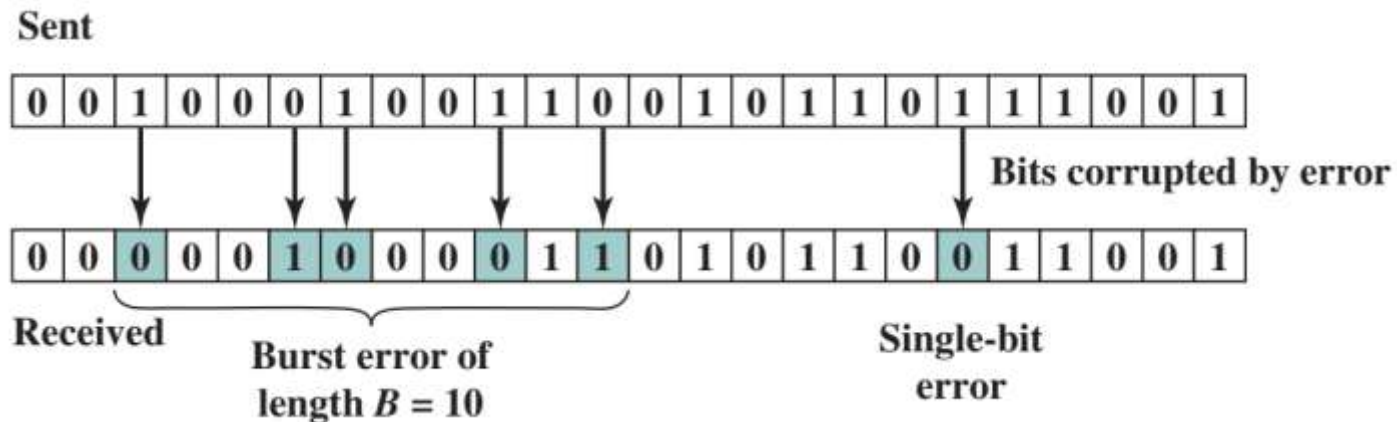 Sent
0 0 1 0 0 0 1 0 0 1 1 0 0 1 0 1 1 0 1 1 1 0 0 1
Bits corrupted by error
0 0 0 0 0 1 0 0 0 0 1 1 0 1 0 1 1 0 0 1 1 0 0 1
Received
Burst error of
length B = 10
Single-bit
error